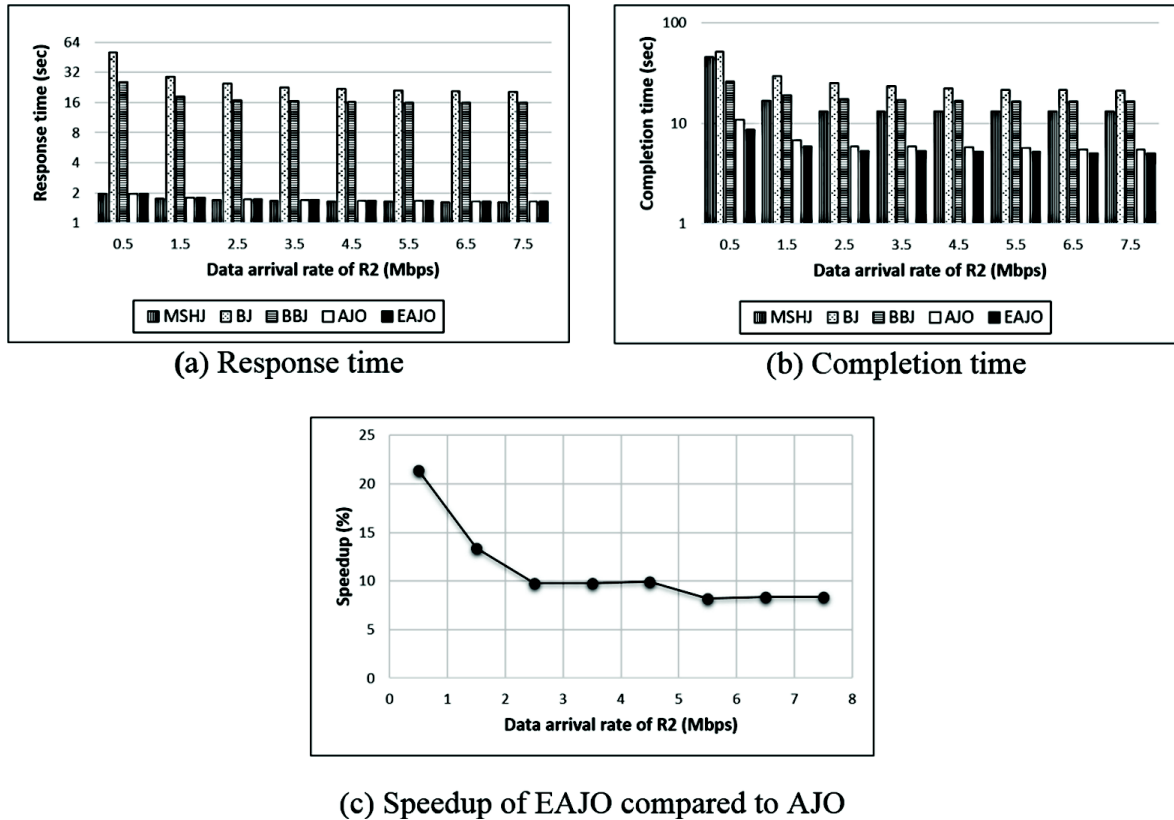 64
32
16
8
4
2
1
Response time (sec)
0.5 1.5 2.5 3.5 4.5 5.5 6.5 7.5
Data arrival rate of R2 (Mbps)
MSHJ BJ BBJ AJO EAJO
(a) Response time
100
10
1
Completion time (sec)
0.5 1.5 2.5 3.5 4.5 5.5 6.5 7.5
Data arrival rate of R2 (Mbps)
MSHJ BJ BBJ AJO EAJO
(b) Completion time
25
20
15
10
5
0
Speedup (%)
0 1 2 3 4 5 6 7 8
Data arrival rate of R2 (Mbps)
(c) Speedup of EAJO compared to AJO